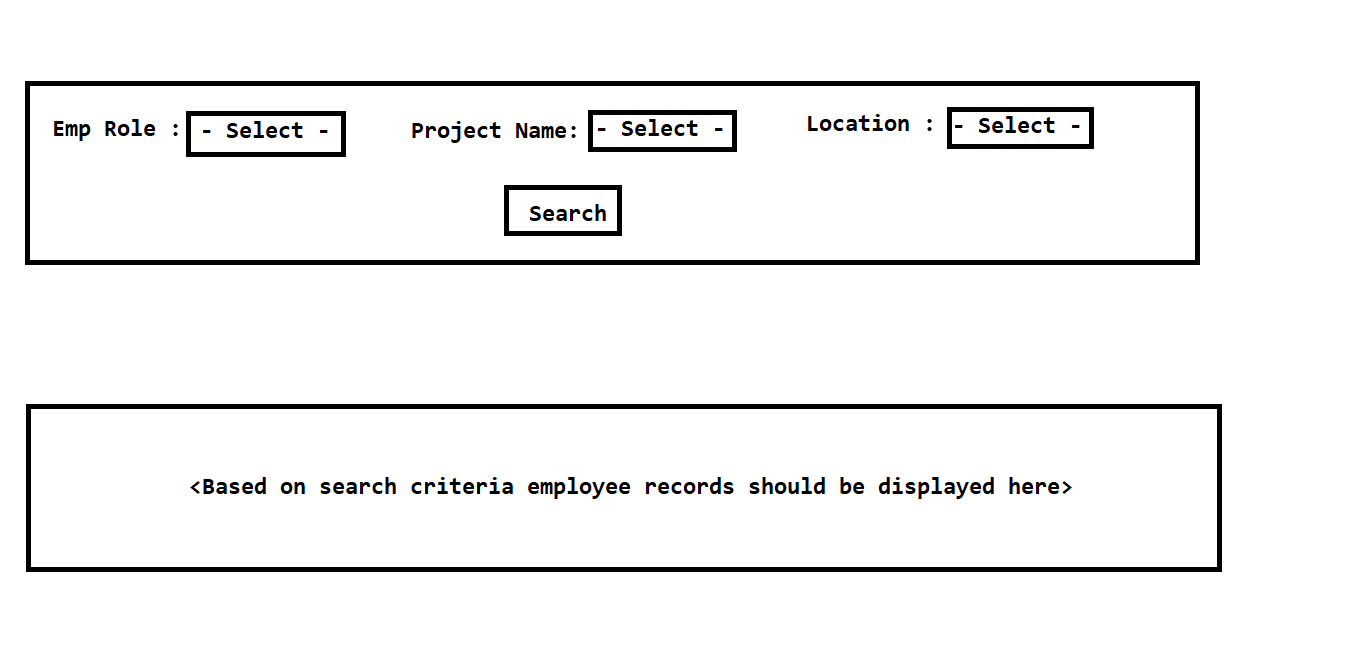 Emp Role : - Select - Project Name: - Select - Location : - Select -
Search
<Based on search criteria employee records should be displayed here>